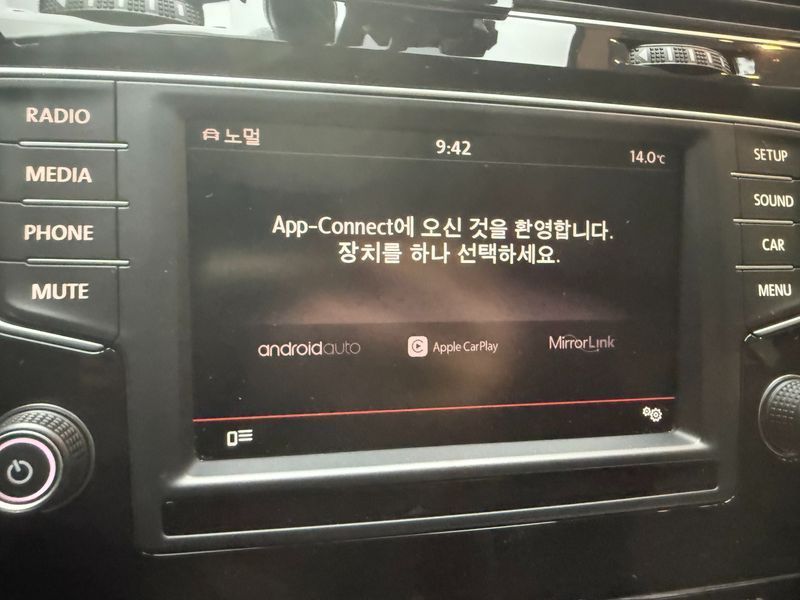 RADIO
MEDIA
PHONE
MUTE
노멀
9:42
14.0℃
App-Connect에 오신 것을 환영합니다.
장치를 하나 선택하세요.
androidauto
Apple CarPlay
MirrorLink
SETUP
SOUND
CAR
MENU